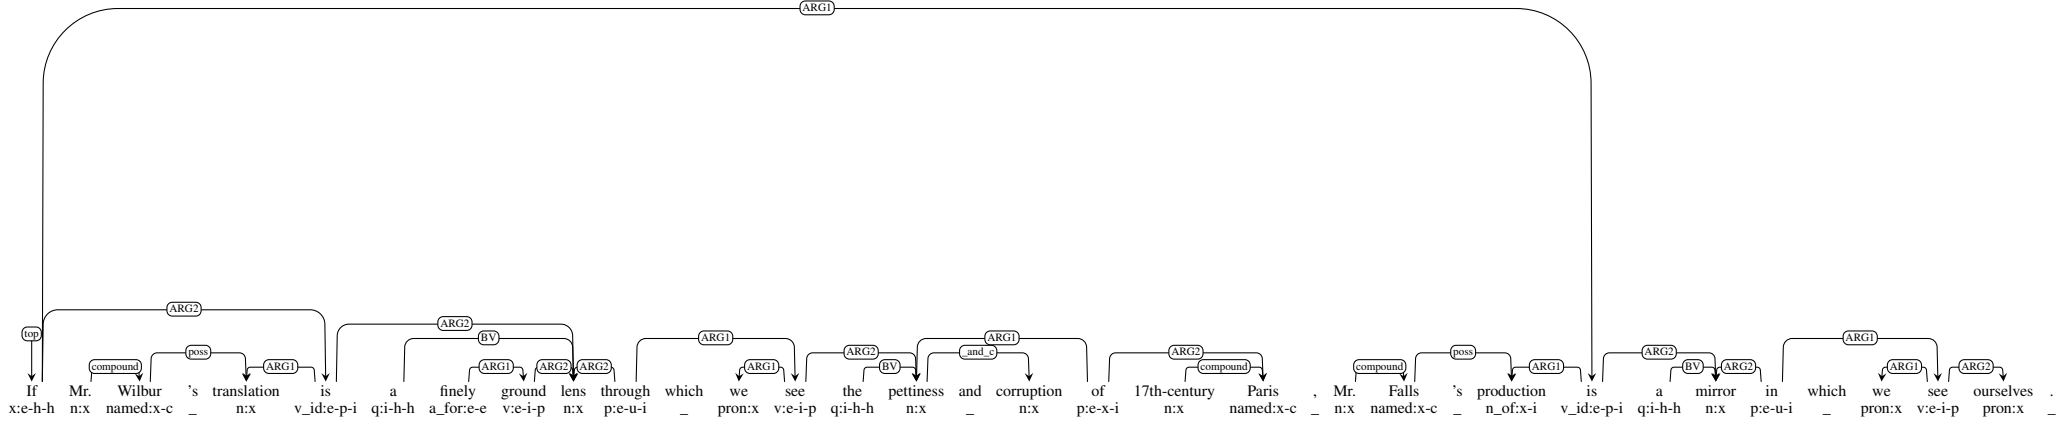 ARG1
ARG2
top
ARG2
BV ARG1 ARG1 ARG1
poss ARG2 _and_c ARG2 poss ARG2
compound ARG1 ARG1 ARG2 ARG2 ARG1 BV compound compound ARG1 BV ARG2 ARG1 ARG2
If Mr. Wilbur 's translation is a finely ground lens through which we see the pettiness and corruption of 17th-century Paris , Mr. Falls 's production is a mirror in which we see ourselves .
x:e-h-h n:x named:x-c _ n:x v_id:e-p-i q:i-h-h a_for:e-e v:e-i-p n:x p:e-u-i _ pron:x v:e-i-p q:i-h-h n:x _ n:x p:e-x-i n:x named:x-c _ n:x named:x-c _ n_of:x-i v_id:e-p-i q:i-h-h n:x p:e-u-i _ pron:x v:e-i-p pron:x _